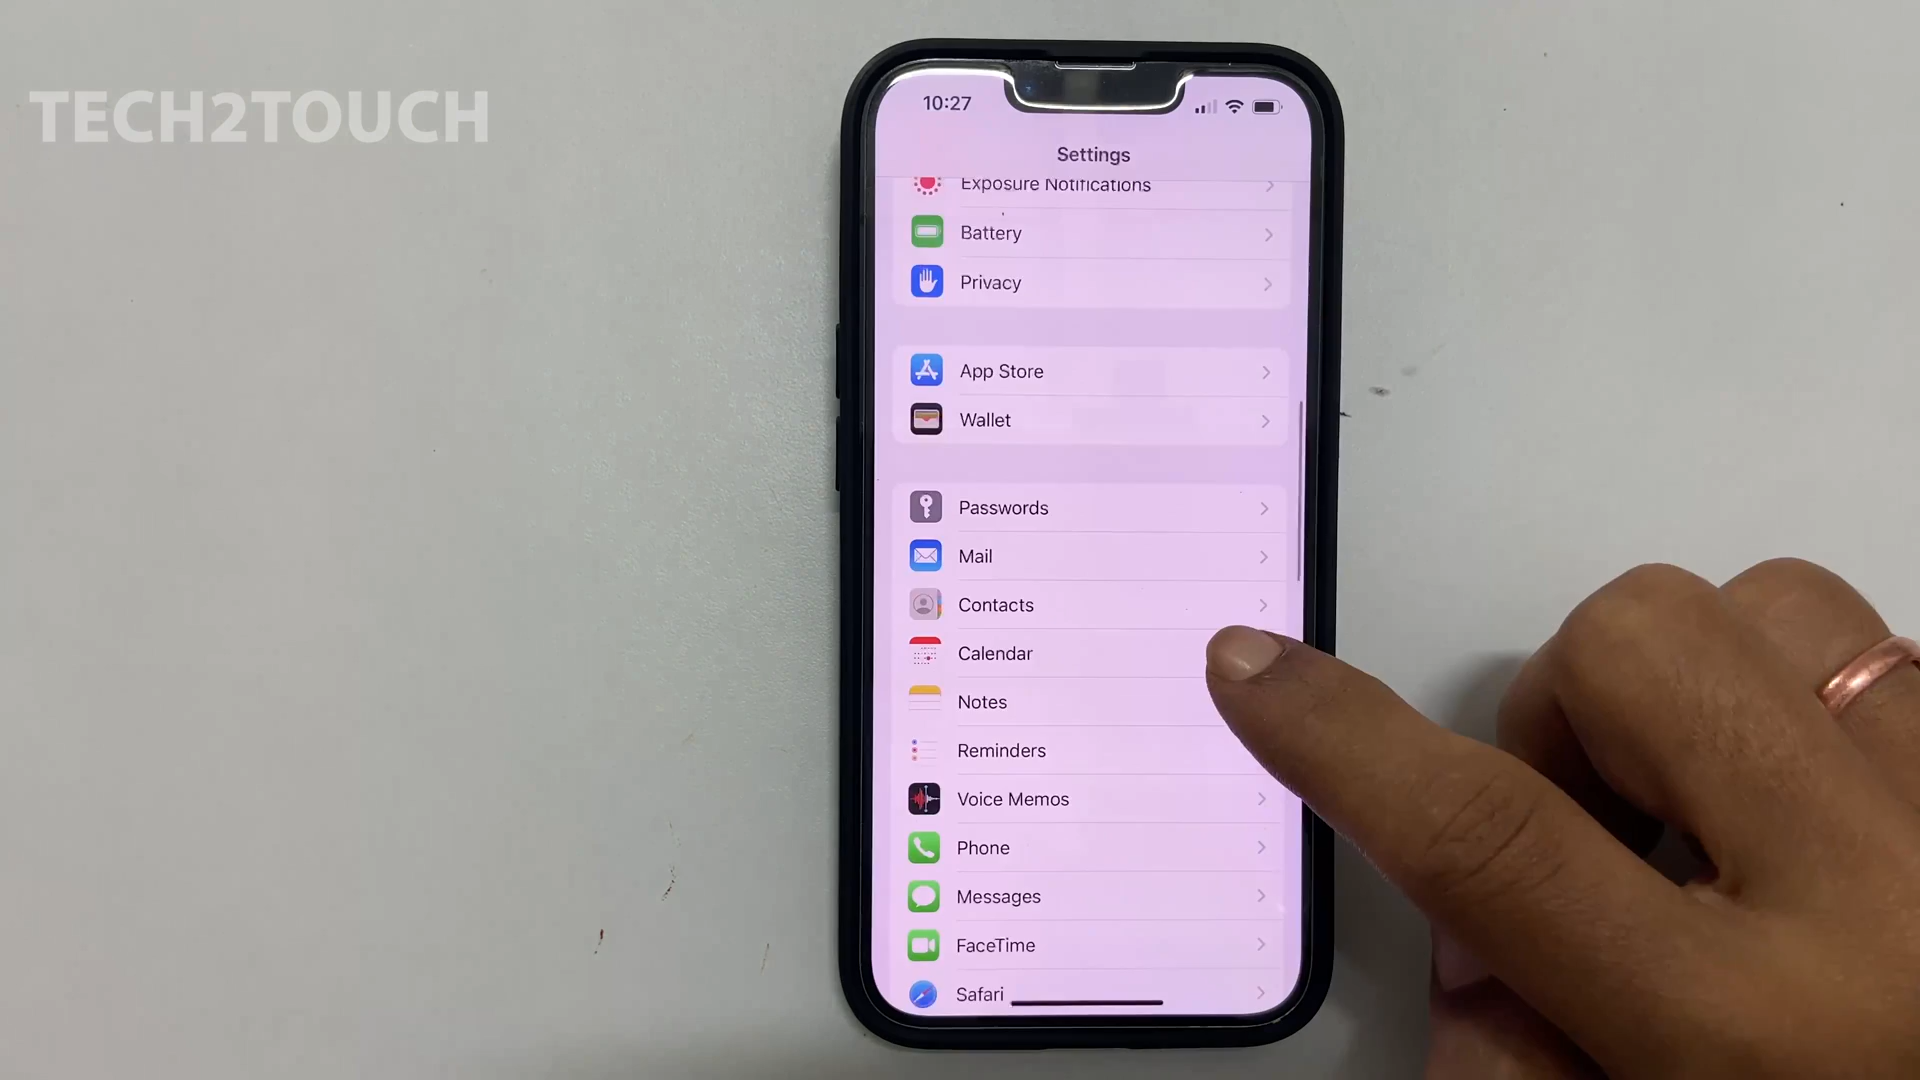 TECH2TOUCH
10:27
Settings
Exposure Notifications
Battery
Privacy
App Store
Wallet
Passwords
Mail
Contacts
Calendar
Notes
Reminders
Voice Memos
Phone
Messages
FaceTime
Safari